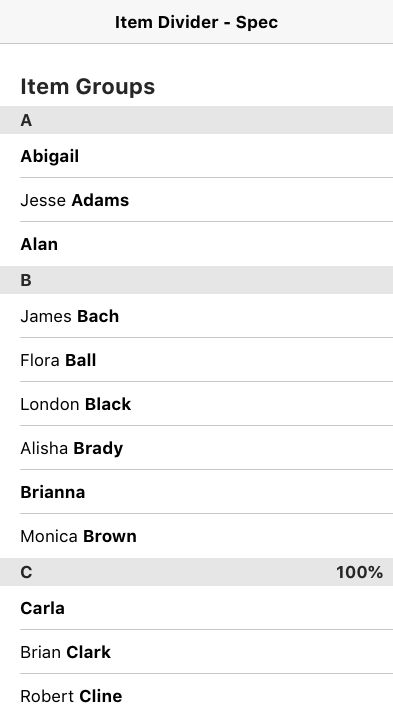 Item Divider - Spec
Item Groups
A
Abigail
Jesse Adams
Alan
B
James Bach
Flora Ball
London Black
Alisha Brady
Brianna
Monica Brown
C 100%
Carla
Brian Clark
Robert Cline